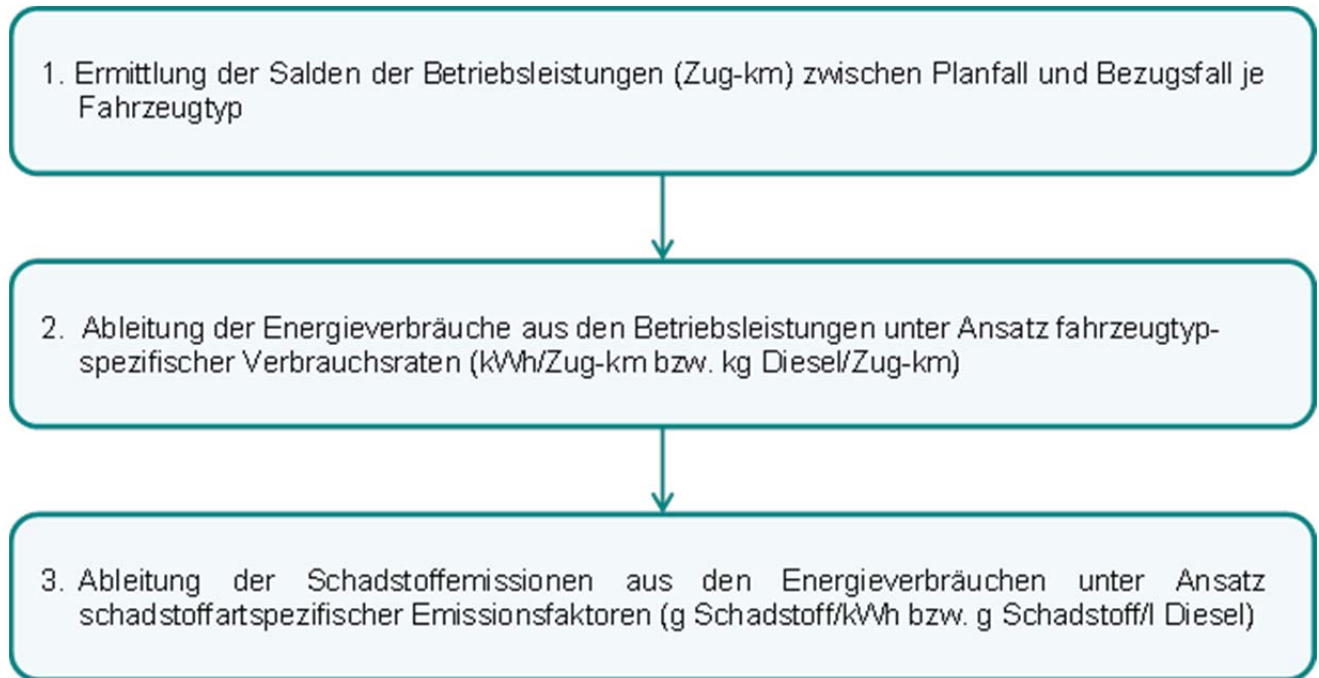 1. Ermittlung der Salden der Betriebsleistungen (Zug-km) zwischen Planfall und Bezugsfall je
Fahrzeugtyp
2. Ableitung der Energieverbräuche aus den Betriebsleistungen unter Ansatz fahrzeugtyp-
spezifischer Verbrauchsraten (kWh/Zug-km bzw. kg Diesel/Zug-km)
3. Ableitung der Schadstoffemissionen aus den Energieverbräuchen unter Ansatz
schadstoffartspezifischer Emissionsfaktoren (g Schadstoff/kWh bzw. g Schadstoff/l Diesel)